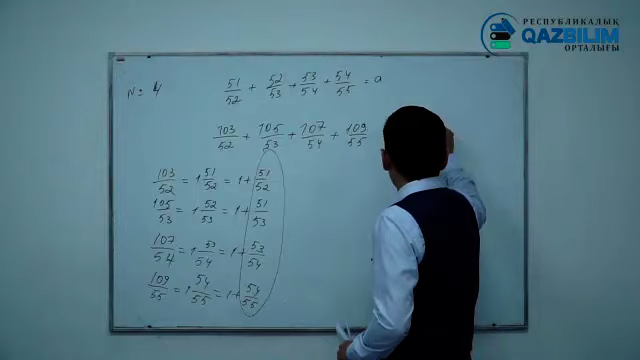 РЕСПУБЛИКАЛЫҚ
QAZBILIM
ОРТАЛЫҒЫ
№ 4
51/52 + 52/53 + 53/54 + 54/55 = a
103/52 + 105/53 + 107/54 + 109/55
103/52 = 1 51/52 = 1 + 51/52
105/53 = 1 52/53 = 1 + 51/53
107/54 = 1 53/54 = 1 + 53/54
109/55 = 1 54/55 = 1 + 54/55